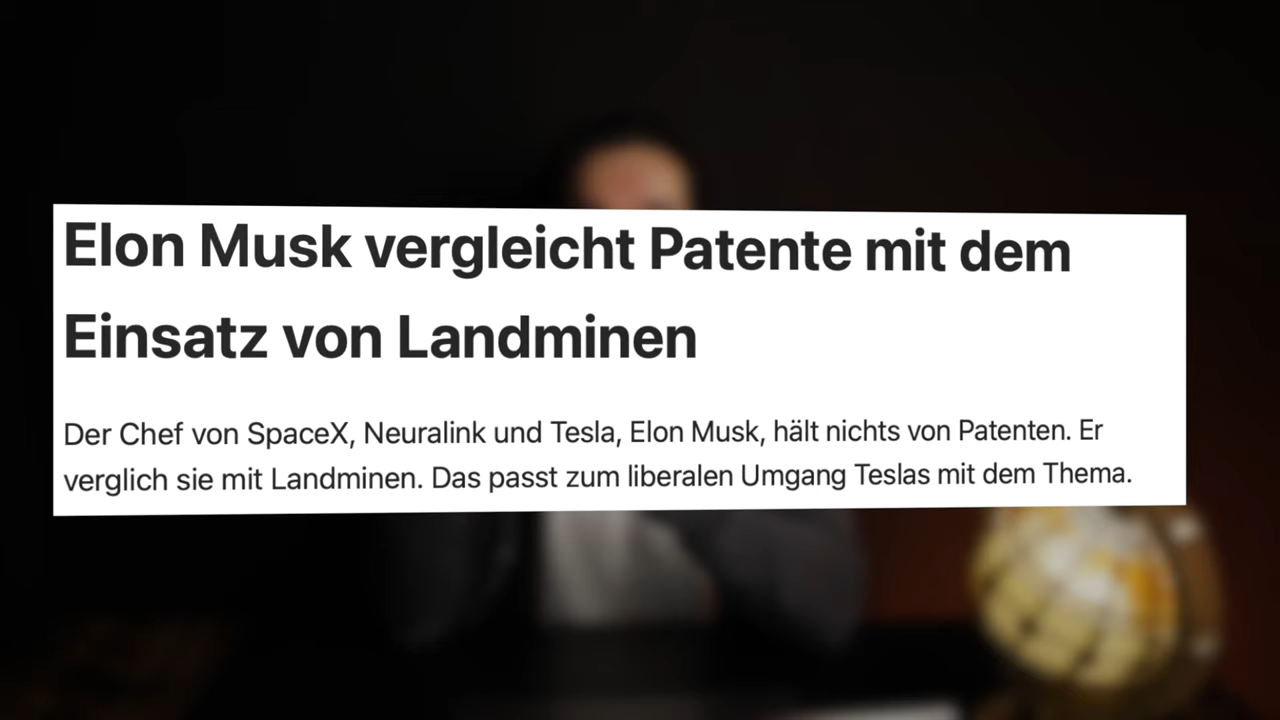 Elon Musk vergleicht Patente mit dem
Einsatz von Landminen
Der Chef von SpaceX, Neuralink und Tesla, Elon Musk, hält nichts von Patenten. Er
verglich sie mit Landminen. Das passt zum liberalen Umgang Teslas mit dem Thema.